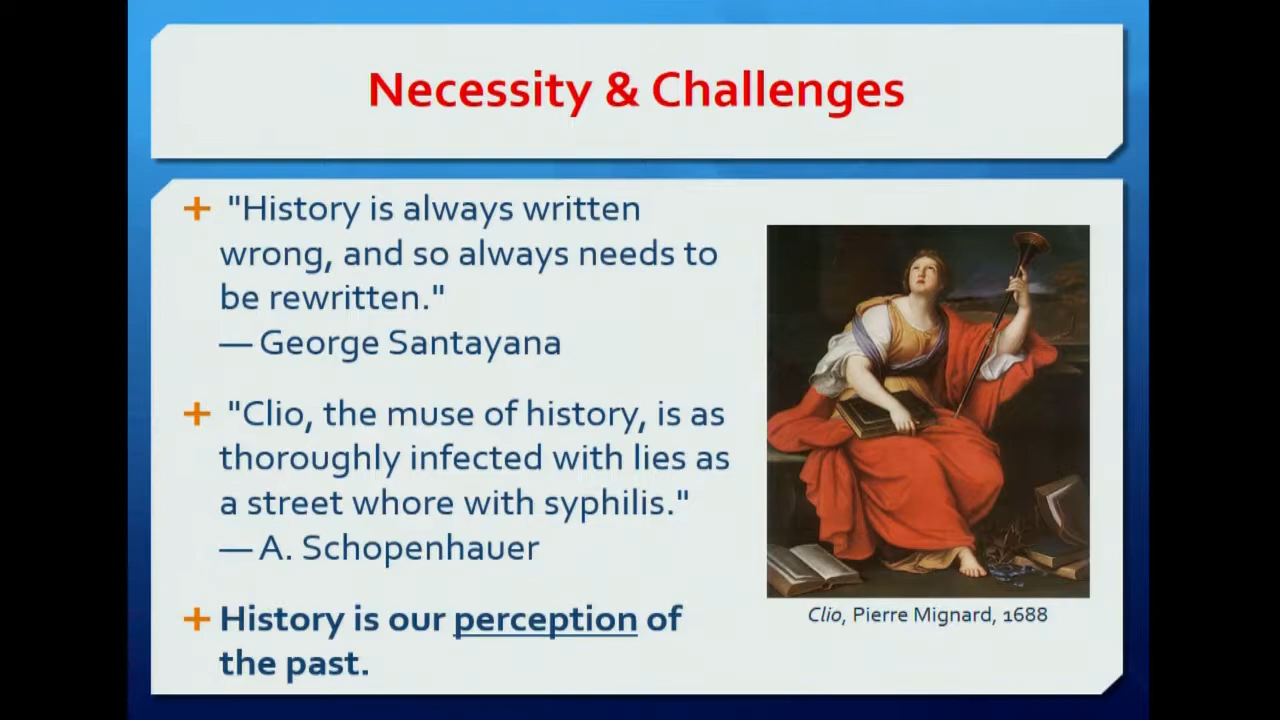 Necessity & Challenges
"History is always written
wrong, and so always needs to
be rewritten."
— George Santayana
"Clio, the muse of history, is as
thoroughly infected with lies as
a street whore with syphilis."
— A. Schopenhauer
History is our perception of
the past.
Clio, Pierre Mignard, 1688